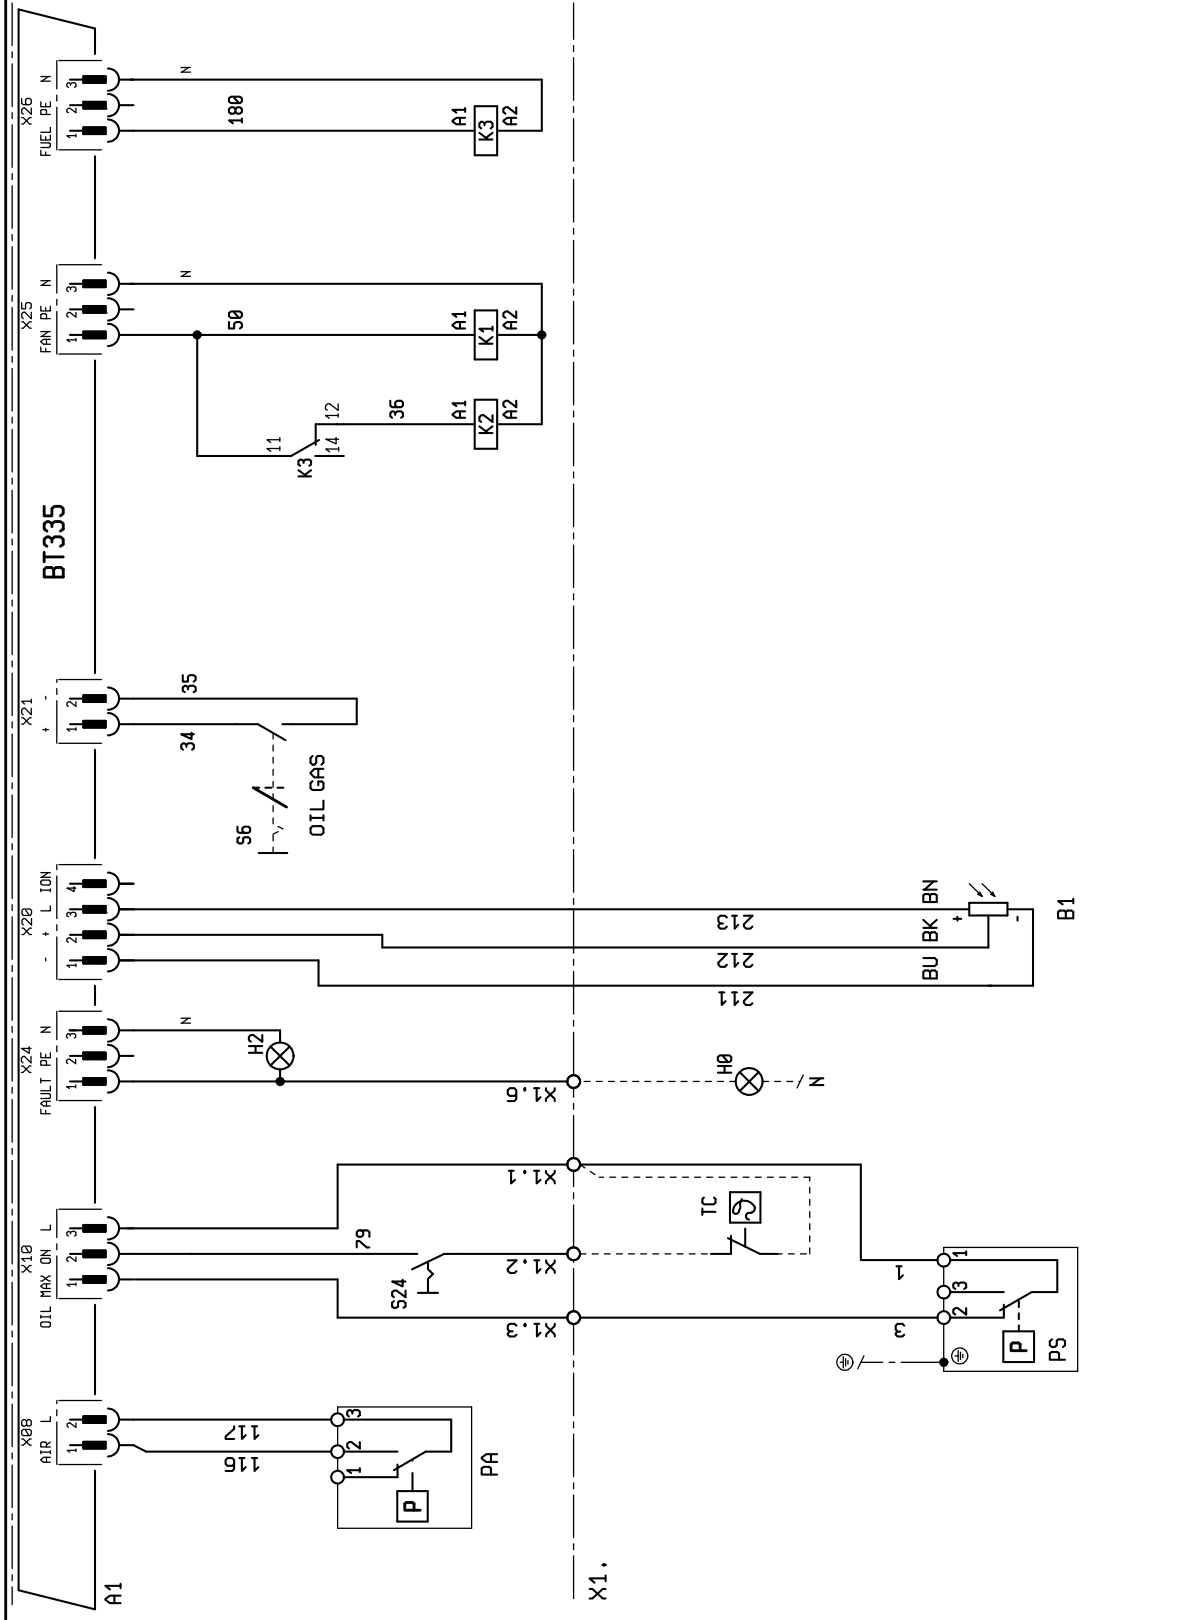 A1
BT335
X08
AIR L
1 2
116
117
1 2 3
P
PA
X10
OIL MAX ON L
1 2 3
79
S24
X1.3
X1.2
X1.1
TC
3
1
2 3 1
P
PS
X24
FAULT PE N
1 2 3
N
H2
X1.6
H0
N
X20
- + L ION
1 2 3 4
211
212
213
BU BK BN
+
-
B1
X21
+ -
1 2
34
35
S6
OIL GAS
X25
FAN PE N
1 2 3
N
50
11
K3
14 12
36
A1
K2
A2
A1
K1
A2
X26
FUEL PE N
1 2 3
N
180
A1
K3
A2
X1.